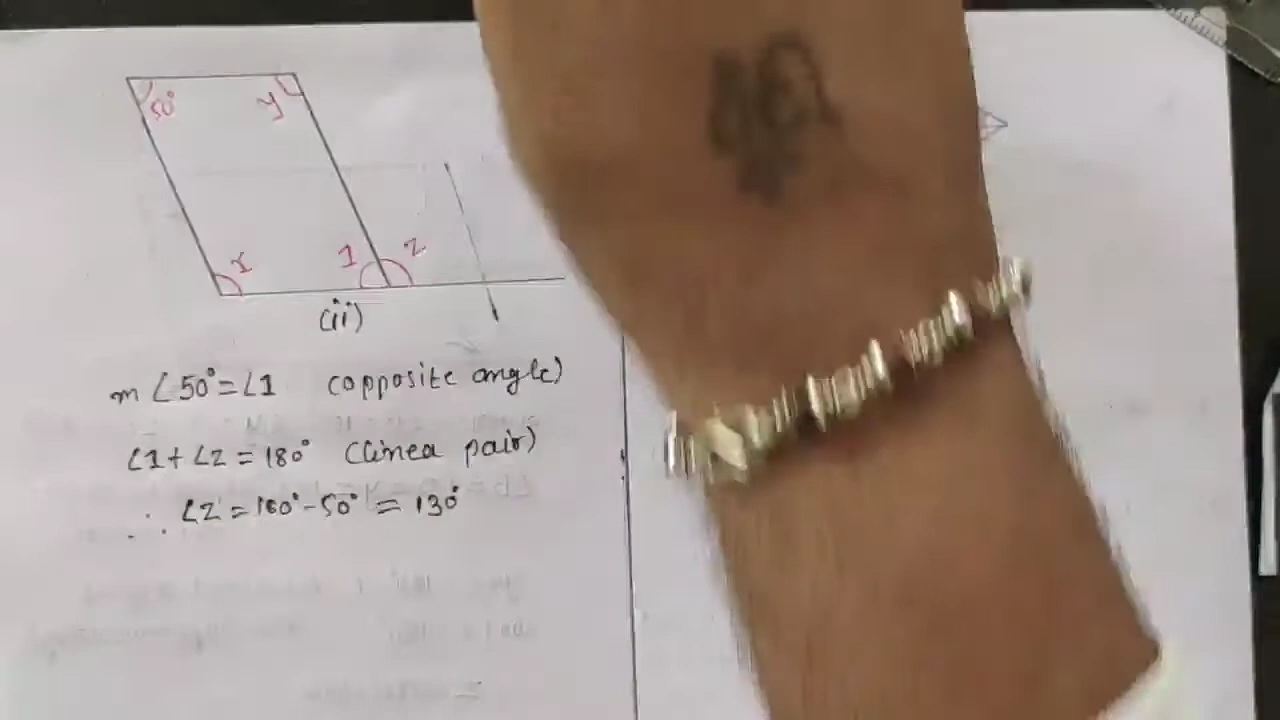 50°
y
x
1
z
(ii)
m∠50°=∠1 (opposite angle)
∠1+∠z=180° (Linea pair)
∴ ∠z=180°-50°=130°